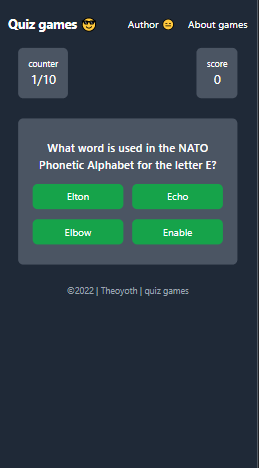 Quiz games 😎 Author 😑 About games
counter score
1/10 0
What word is used in the NATO
Phonetic Alphabet for the letter E?
Elton Echo
Elbow Enable
©2022 | Theoyoth | quiz games